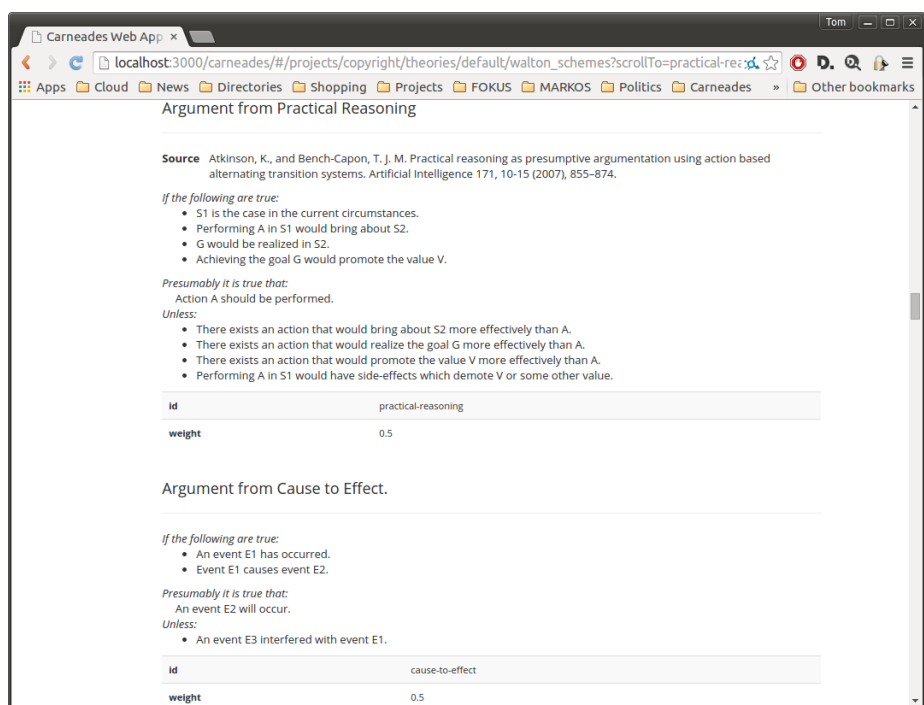 Tom
Carneades Web App ×
localhost:3000/carneades/#/projects/copyright/theories/default/walton_schemes?scrollTo=practical-rea
Apps Cloud News Directories Shopping Projects FOKUS MARKOS Politics Carneades » Other bookmarks
Argument from Practical Reasoning
Source Atkinson, K., and Bench-Capon, T. J. M. Practical reasoning as presumptive argumentation using action based
alternating transition systems. Artificial Intelligence 171, 10-15 (2007), 855–874.
If the following are true:
• S1 is the case in the current circumstances.
• Performing A in S1 would bring about S2.
• G would be realized in S2.
• Achieving the goal G would promote the value V.
Presumably it is true that:
Action A should be performed.
Unless:
• There exists an action that would bring about S2 more effectively than A.
• There exists an action that would realize the goal G more effectively than A.
• There exists an action that would promote the value V more effectively than A.
• Performing A in S1 would have side-effects which demote V or some other value.
id practical-reasoning
weight 0.5
Argument from Cause to Effect.
If the following are true:
• An event E1 has occurred.
• Event E1 causes event E2.
Presumably it is true that:
An event E2 will occur.
Unless:
• An event E3 interfered with event E1.
id cause-to-effect
weight 0.5